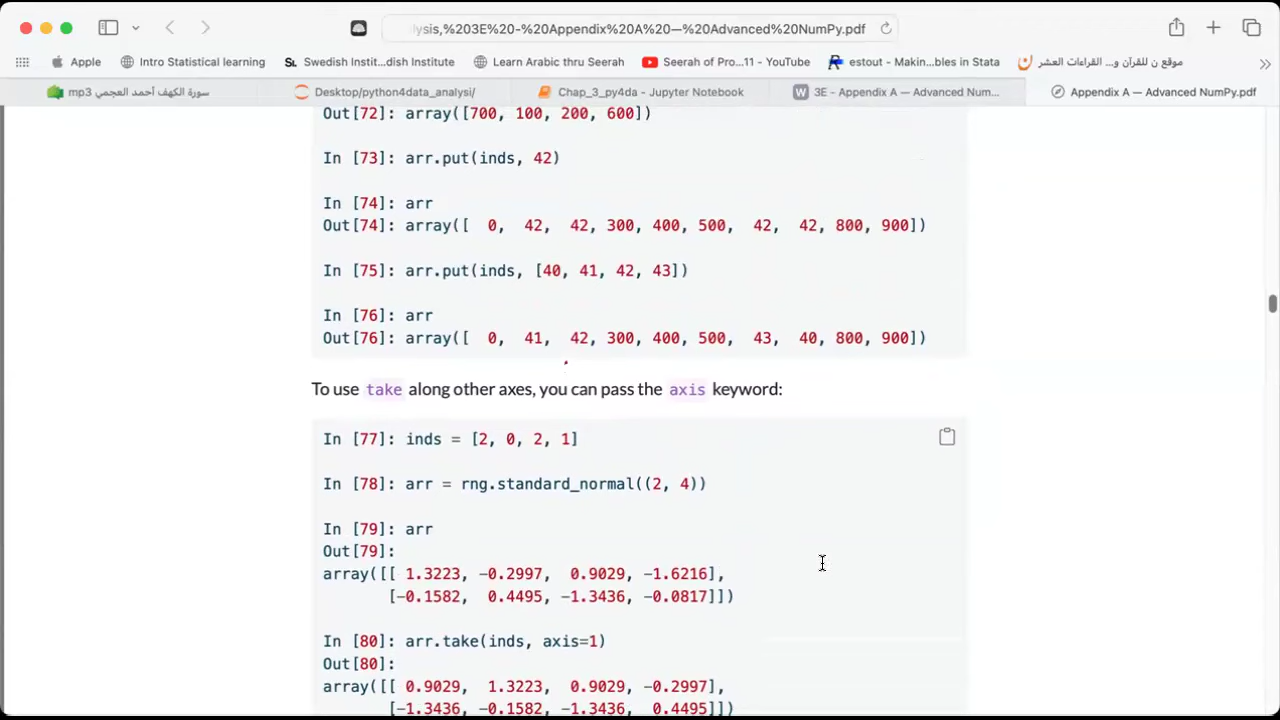 lysis,%203E%20-%20Appendix%20A%20—%20Advanced%20NumPy.pdf
Apple
Intro Statistical learning
Swedish Instit...dish Institute
Learn Arabic thru Seerah
Seerah of Pro...11 - YouTube
estout - Makin...bles in Stata
موقع ن للقرآن و... القراءات العشر
سورة الكهف أحمد العجمي mp3
Desktop/python4data_analysi/
Chap_3_py4da - Jupyter Notebook
3E - Appendix A — Advanced Num...
Appendix A — Advanced NumPy.pdf
Out[72]: array([700, 100, 200, 600])
In [73]: arr.put(inds, 42)
In [74]: arr
Out[74]: array([  0,  42,  42, 300, 400, 500,  42,  42, 800, 900])
In [75]: arr.put(inds, [40, 41, 42, 43])
In [76]: arr
Out[76]: array([  0,  41,  42, 300, 400, 500,  43,  40, 800, 900])
To use take along other axes, you can pass the axis keyword:
In [77]: inds = [2, 0, 2, 1]
In [78]: arr = rng.standard_normal((2, 4))
In [79]: arr
Out[79]:
array([[ 1.3223, -0.2997,  0.9029, -1.6216],
[-0.1582,  0.4495, -1.3436, -0.0817]])
In [80]: arr.take(inds, axis=1)
Out[80]:
array([[ 0.9029,  1.3223,  0.9029, -0.2997],
[-1.3436, -0.1582, -1.3436,  0.4495]])